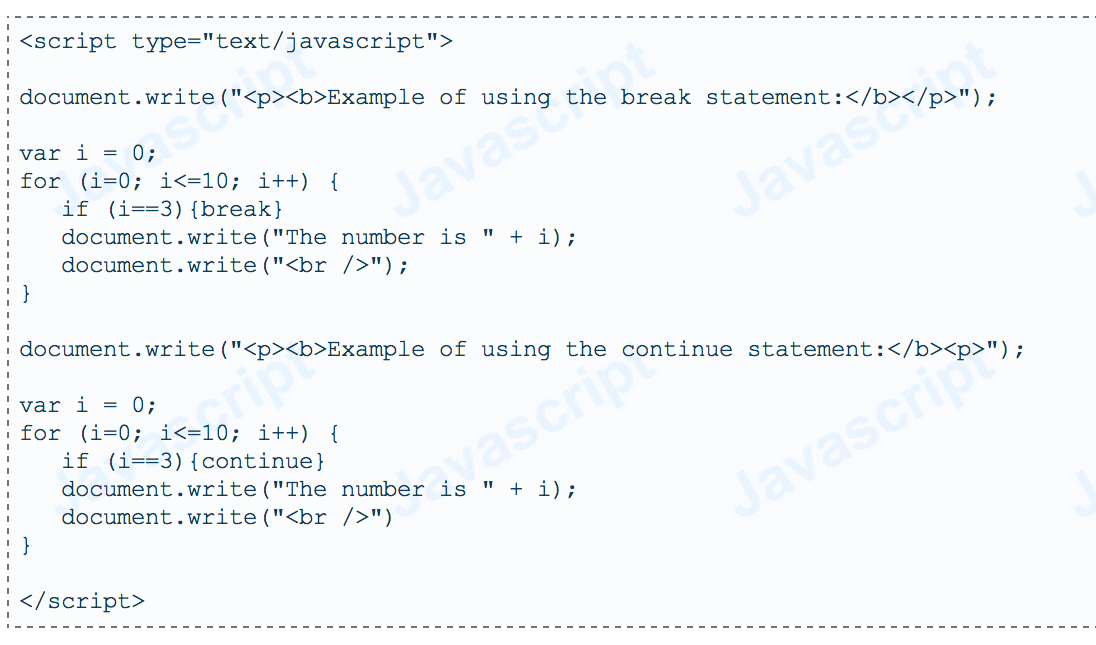 <script type="text/javascript">
document.write("<p><b>Example of using the break statement:</b></p>");
var i = 0;
for (i=0; i<=10; i++) {
   if (i==3){break}
   document.write("The number is " + i);
   document.write("<br />");
}
document.write("<p><b>Example of using the continue statement:</b><p>");
var i = 0;
for (i=0; i<=10; i++) {
   if (i==3){continue}
   document.write("The number is " + i);
   document.write("<br />")
}
</script>
Javascript
Javascript
Javascript
Javascript
Javascript
Javascript